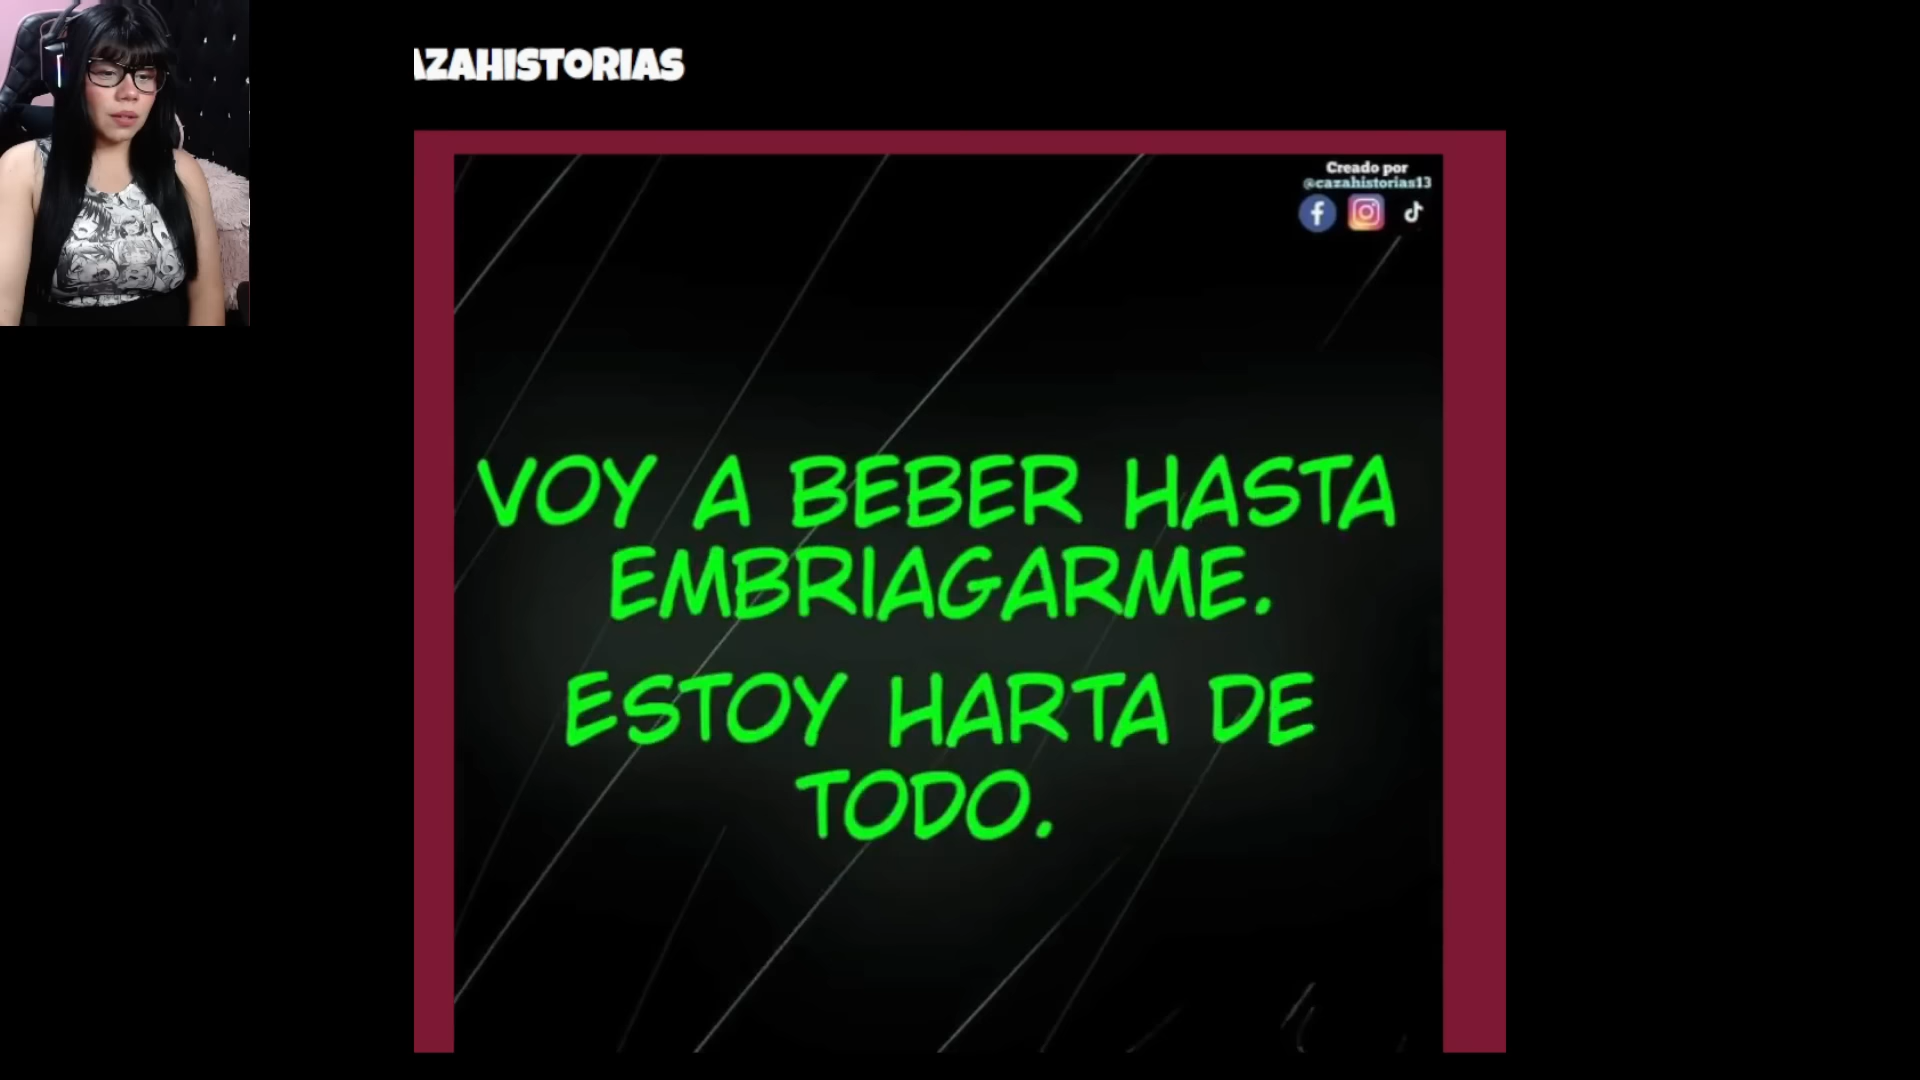 AZAHISTORIAS
Creado por
@cazahistorias13
VOY A BEBER HASTA
EMBRIAGARME.
ESTOY HARTA DE
TODO.